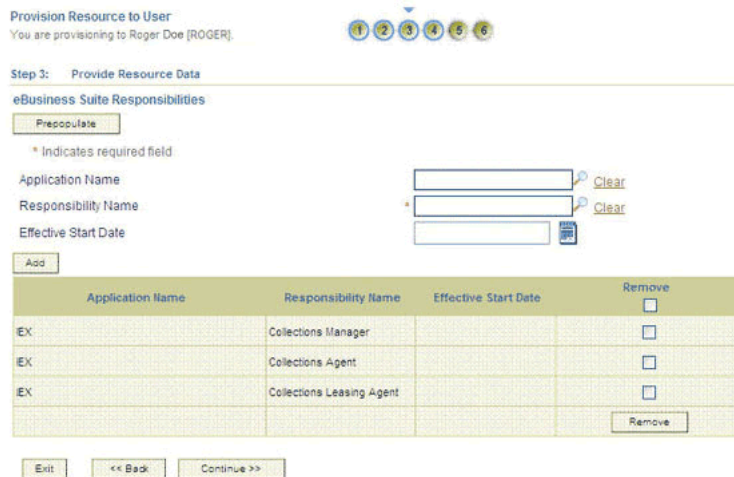 Provision Resource to User
You are provisioning to Roger Doe [ROGER].
1 2 3 4 5 6
Step 3: Provide Resource Data
eBusiness Suite Responsibilities
Prepopulate
* Indicates required field
Application Name Clear
Responsibility Name * Clear
Effective Start Date
Add
Application Name Responsibility Name Effective Start Date Remove
IEX Collections Manager
IEX Collections Agent
IEX Collections Leasing Agent
Remove
Exit << Back Continue >>